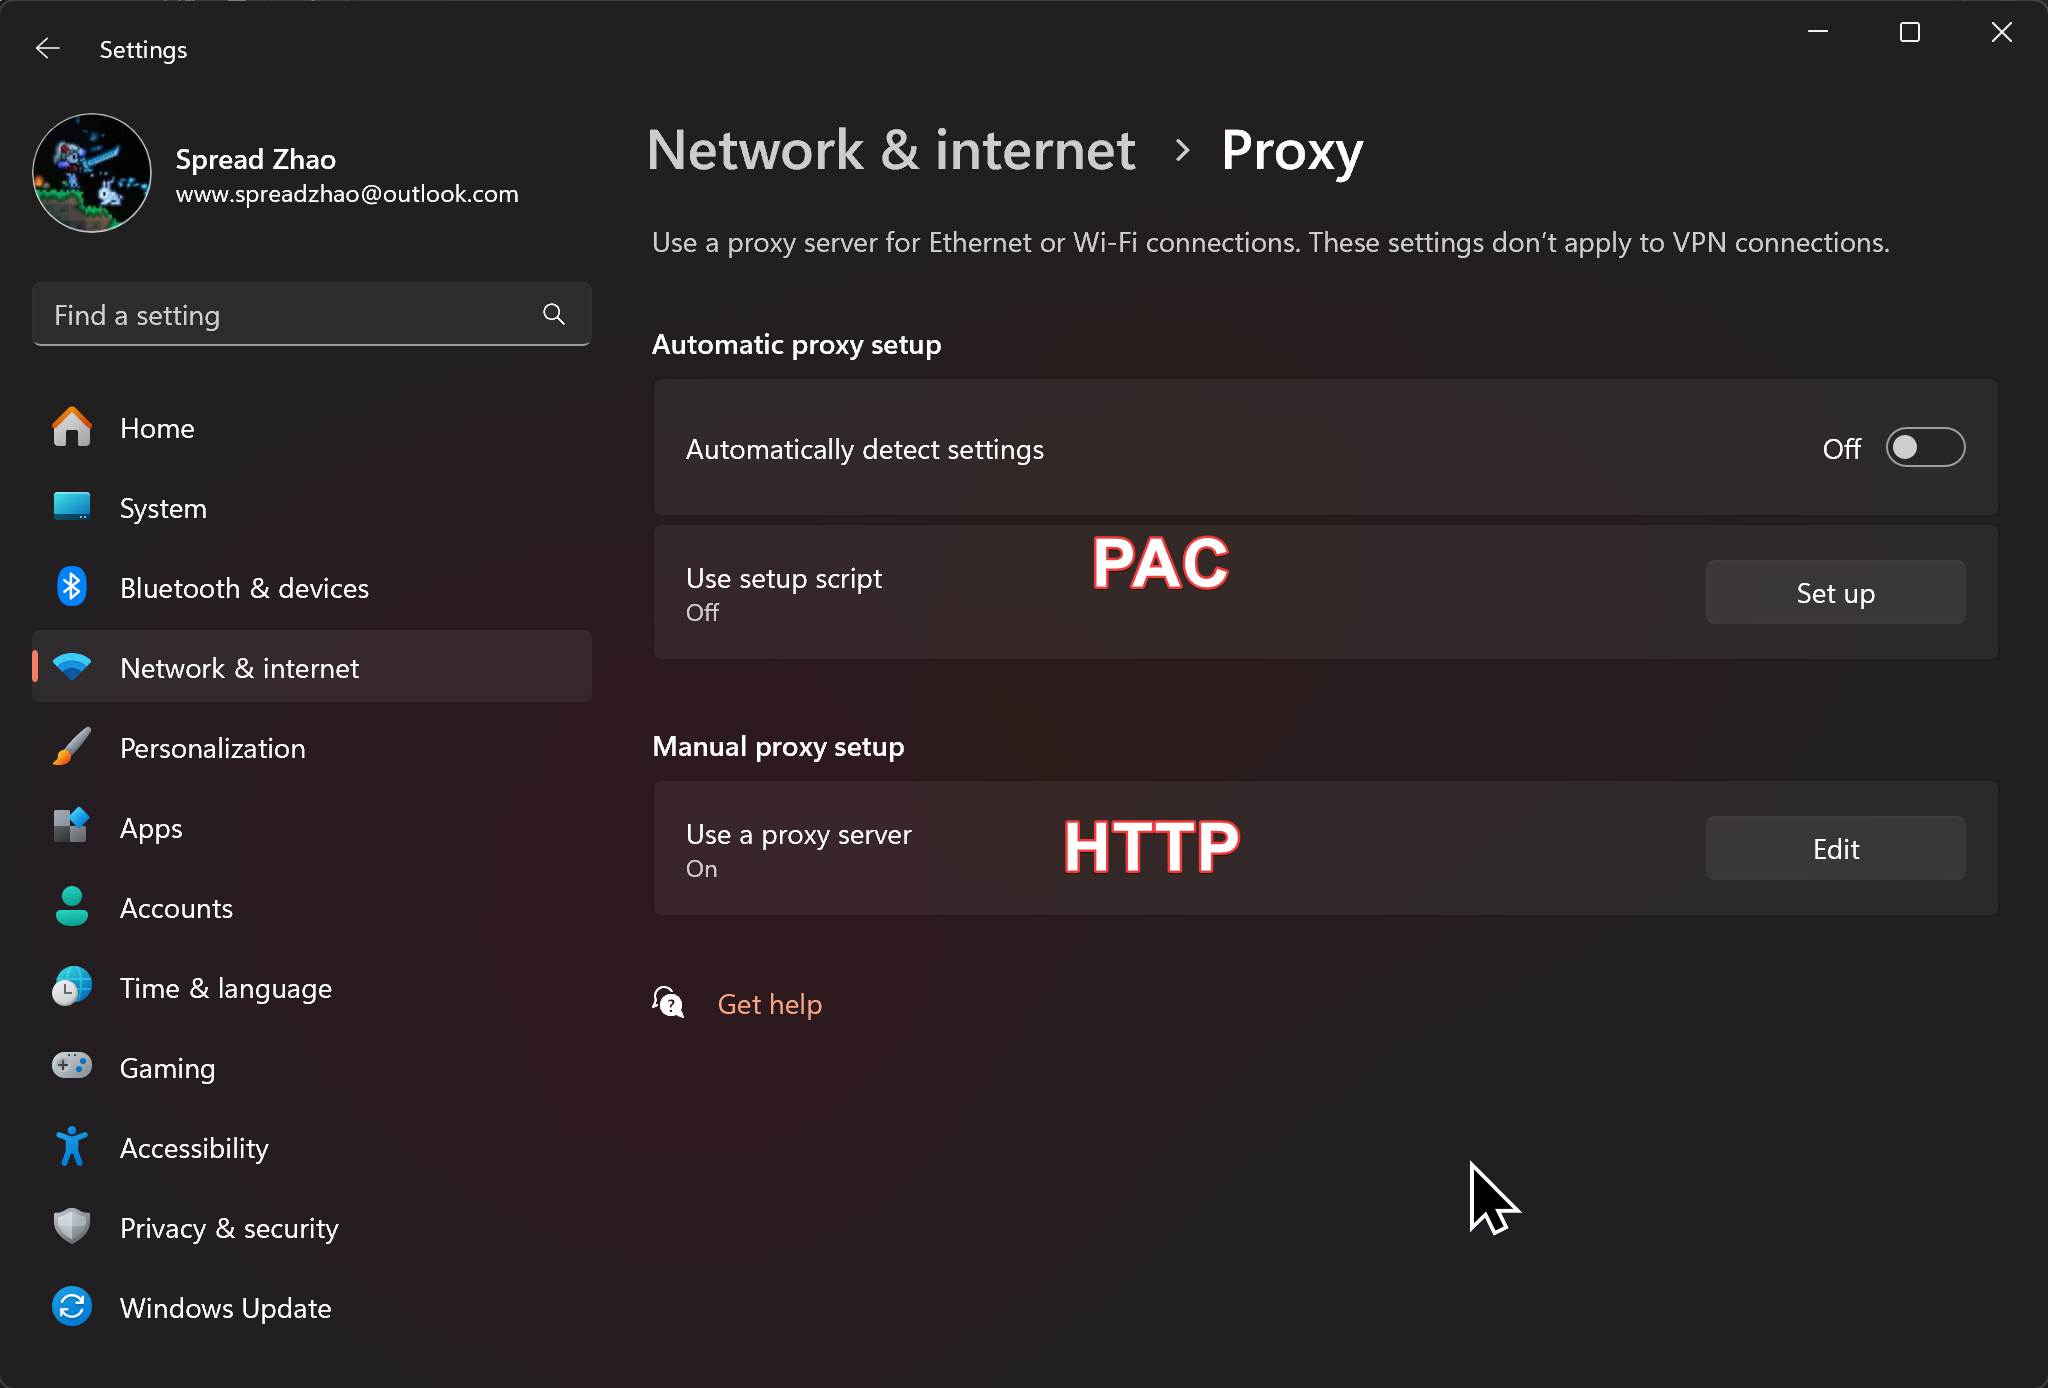 Settings
Spread Zhao
www.spreadzhao@outlook.com
Find a setting
Home
System
Bluetooth & devices
Network & internet
Personalization
Apps
Accounts
Time & language
Gaming
Accessibility
Privacy & security
Windows Update
Network & internet > Proxy
Use a proxy server for Ethernet or Wi-Fi connections. These settings don't apply to VPN connections.
Automatic proxy setup
Automatically detect settings Off
Use setup script
Off
PAC
Set up
Manual proxy setup
Use a proxy server
On
HTTP
Edit
Get help